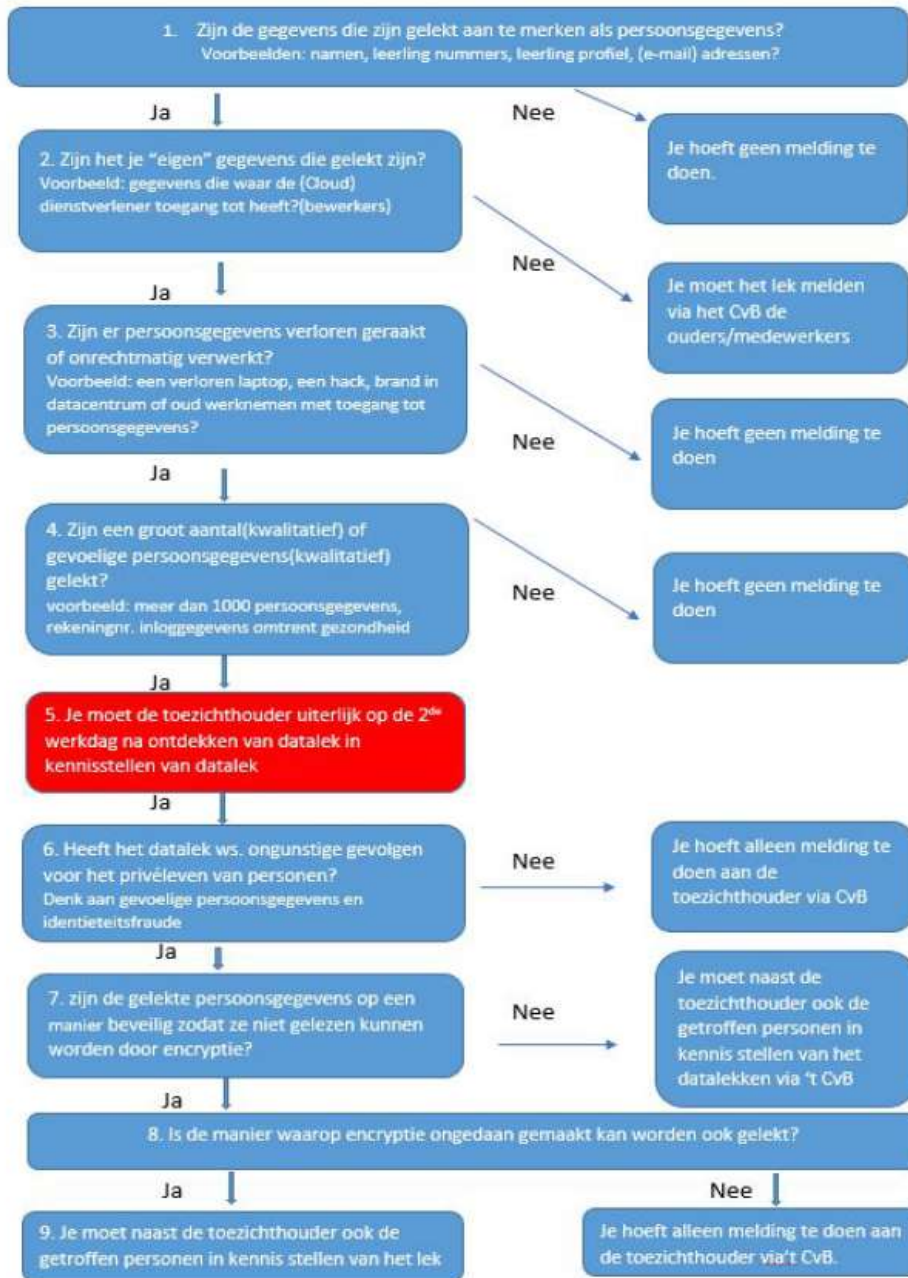 1. Zijn de gegevens die zijn gelekt aan te merken als persoonsgegevens?
Voorbeelden: namen, leerling nummers, leerling profiel, (e-mail) adressen?
Ja
Nee
Je hoeft geen melding te
doen.
2. Zijn het je “eigen” gegevens die gelekt zijn?
Voorbeeld: gegevens die waar de (Cloud)
dienstverlener toegang tot heeft?(bewerkers)
Ja
Nee
Je moet het lek melden
via het CvB de
ouders/medewerkers
3. Zijn er persoonsgegevens verloren geraakt
of onrechtmatig verwerkt?
Voorbeeld: een verloren laptop, een hack, brand in
datacentrum of oud werknemen met toegang tot
persoonsgegevens?
Ja
Nee
Je hoeft geen melding te
doen
4. Zijn een groot aantal(kwalitatief) of
gevoelige persoonsgegevens(kwalitatief)
gelekt?
voorbeeld: meer dan 1000 persoonsgegevens,
rekeningnr. inloggegevens omtrent gezondheid
Ja
Nee
Je hoeft geen melding te
doen
5. Je moet de toezichthouder uiterlijk op de 2de
werkdag na ontdekken van datalek in
kennisstellen van datalek
Ja
6. Heeft het datalek ws. ongunstige gevolgen
voor het privéleven van personen?
Denk aan gevoelige persoonsgegevens en
identieteitsfraude
Ja
Nee
Je hoeft alleen melding te
doen aan de
toezichthouder via CvB
7. zijn de gelekte persoonsgegevens op een
manier beveilig zodat ze niet gelezen kunnen
worden door encryptie?
Ja
Nee
Je moet naast de
toezichthouder ook de
getroffen personen in
kennis stellen van het
datalekken via ‘t CvB
8. Is de manier waarop encryptie ongedaan gemaakt kan worden ook gelekt?
Ja
Nee
9. Je moet naast de toezichthouder ook de
getroffen personen in kennis stellen van het lek
Je hoeft alleen melding te doen aan
de toezichthouder via’t CvB.